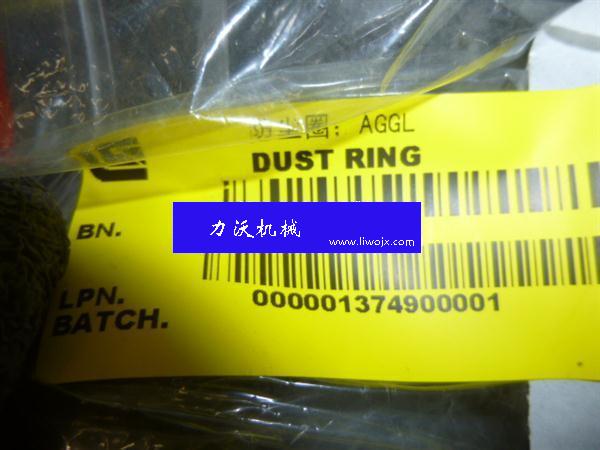 防尘圈: AGGL
DUST RING
BN.
力沃机械
www.liwojx.com
LPN.
000001374900001
BATCH.